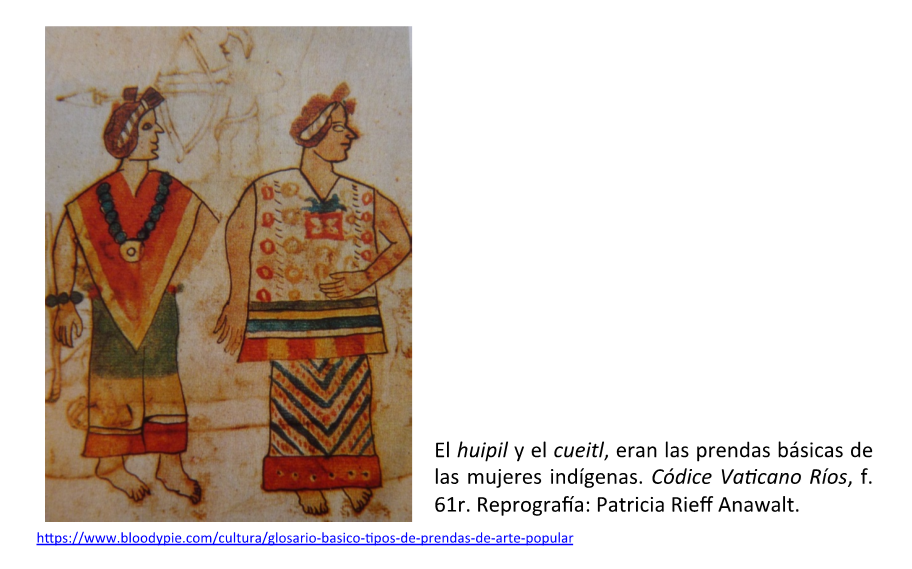 El huipil y el cueitl, eran las prendas básicas de
las mujeres indígenas. Códice Vaticano Ríos, f.
61r. Reprografía: Patricia Rieff Anawalt.
https://www.bloodypie.com/cultura/glosario-basico-tipos-de-prendas-de-arte-popular